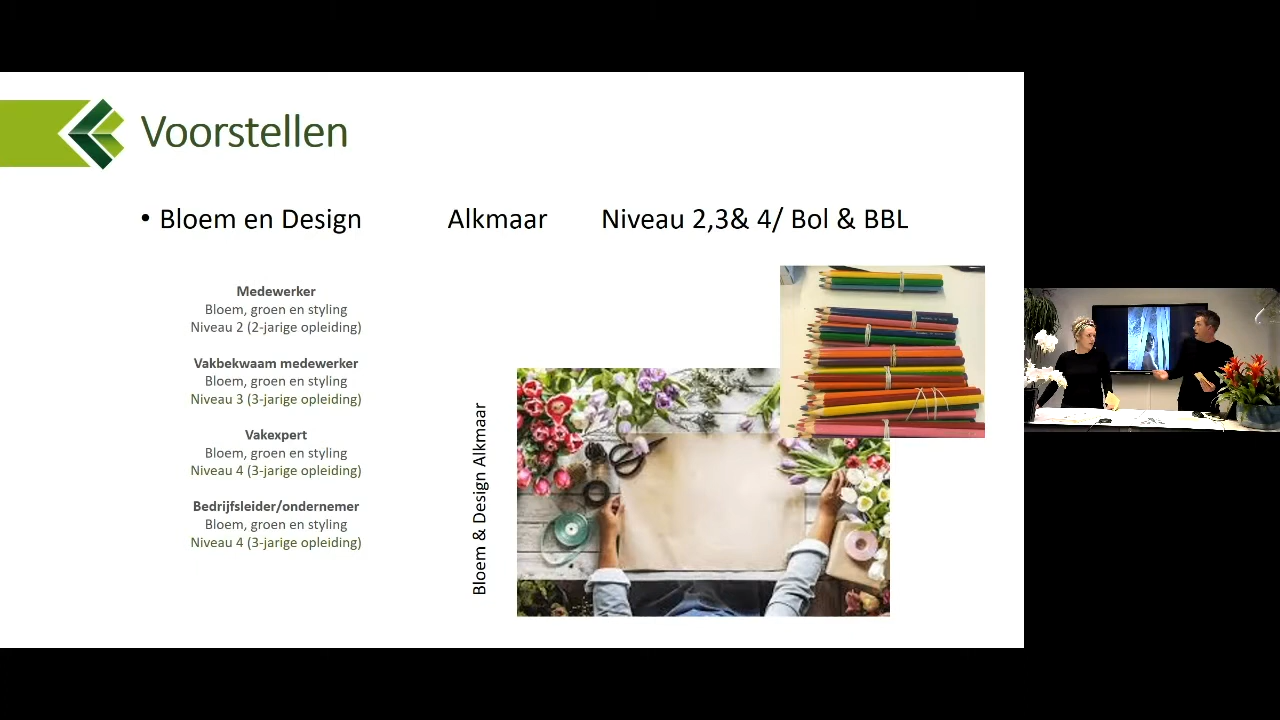 Voorstellen
• Bloem en Design Alkmaar Niveau 2,3& 4/ Bol & BBL
Medewerker
Bloem, groen en styling
Niveau 2 (2-jarige opleiding)
Vakbekwaam medewerker
Bloem, groen en styling
Niveau 3 (3-jarige opleiding)
Vakexpert
Bloem, groen en styling
Niveau 4 (3-jarige opleiding)
Bedrijfsleider/ondernemer
Bloem, groen en styling
Niveau 4 (3-jarige opleiding)
Bloem & Design Alkmaar